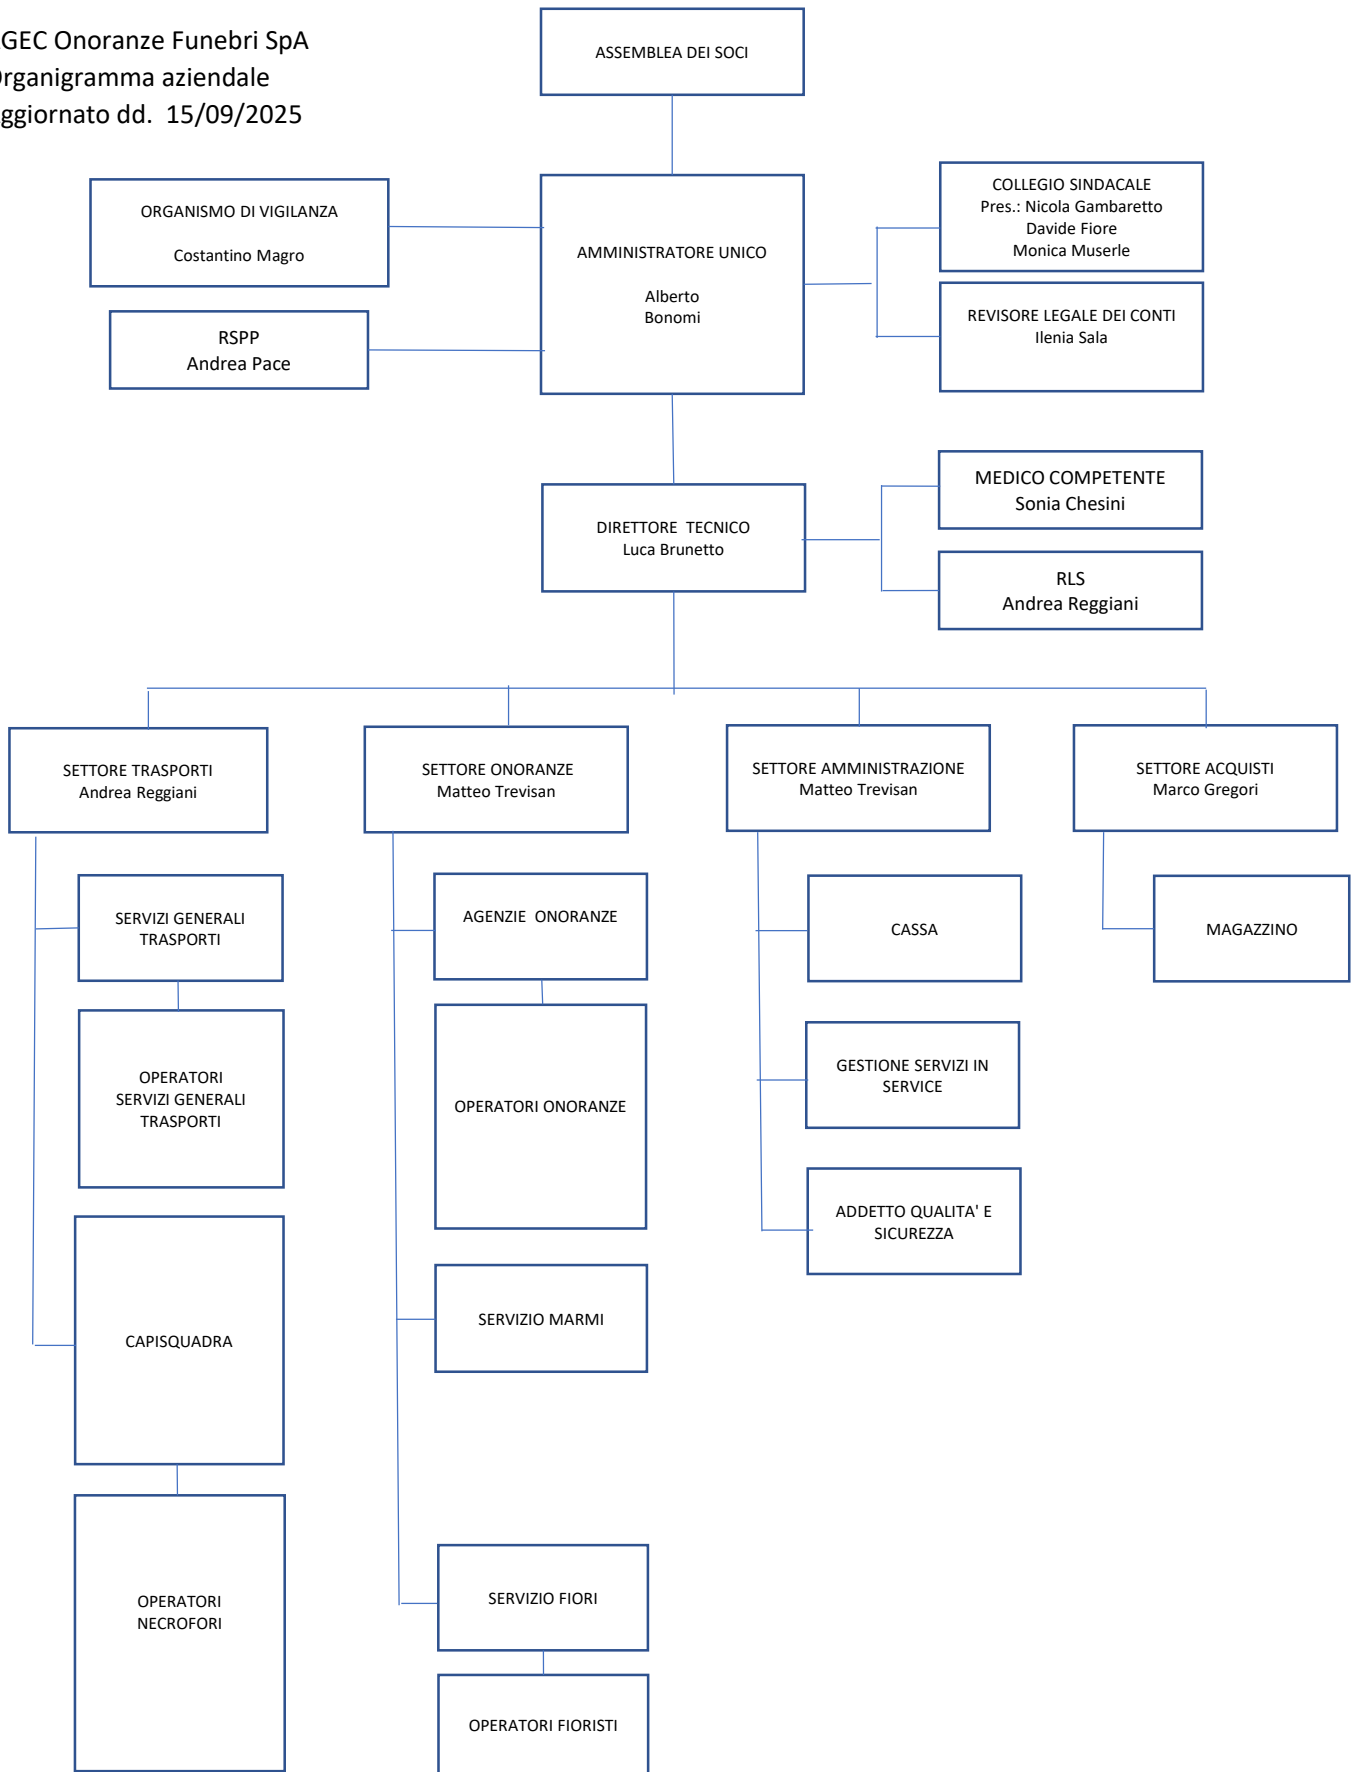 GEC Onoranze Funebri SpA
Organigramma aziendale
ggiornato dd. 15/09/2025
ASSEMBLEA DEI SOCI
ORGANISMO DI VIGILANZA
Costantino Magro
RSPP
Andrea Pace
AMMINISTRATORE UNICO
Alberto
Bonomi
COLLEGIO SINDACALE
Pres.: Nicola Gambaretto
Davide Fiore
Monica Muserle
REVISORE LEGALE DEI CONTI
Ilenia Sala
DIRETTORE TECNICO
Luca Brunetto
MEDICO COMPETENTE
Sonia Chesini
RLS
Andrea Reggiani
SETTORE TRASPORTI
Andrea Reggiani
SETTORE ONORANZE
Matteo Trevisan
SETTORE AMMINISTRAZIONE
Matteo Trevisan
SETTORE ACQUISTI
Marco Gregori
SERVIZI GENERALI
TRASPORTI
AGENZIE ONORANZE
CASSA
MAGAZZINO
OPERATORI
SERVIZI GENERALI
TRASPORTI
OPERATORI ONORANZE
GESTIONE SERVIZI IN
SERVICE
ADDETTO QUALITA' E
SICUREZZA
CAPISQUADRA
SERVIZIO MARMI
OPERATORI
NECROFORI
SERVIZIO FIORI
OPERATORI FIORISTI